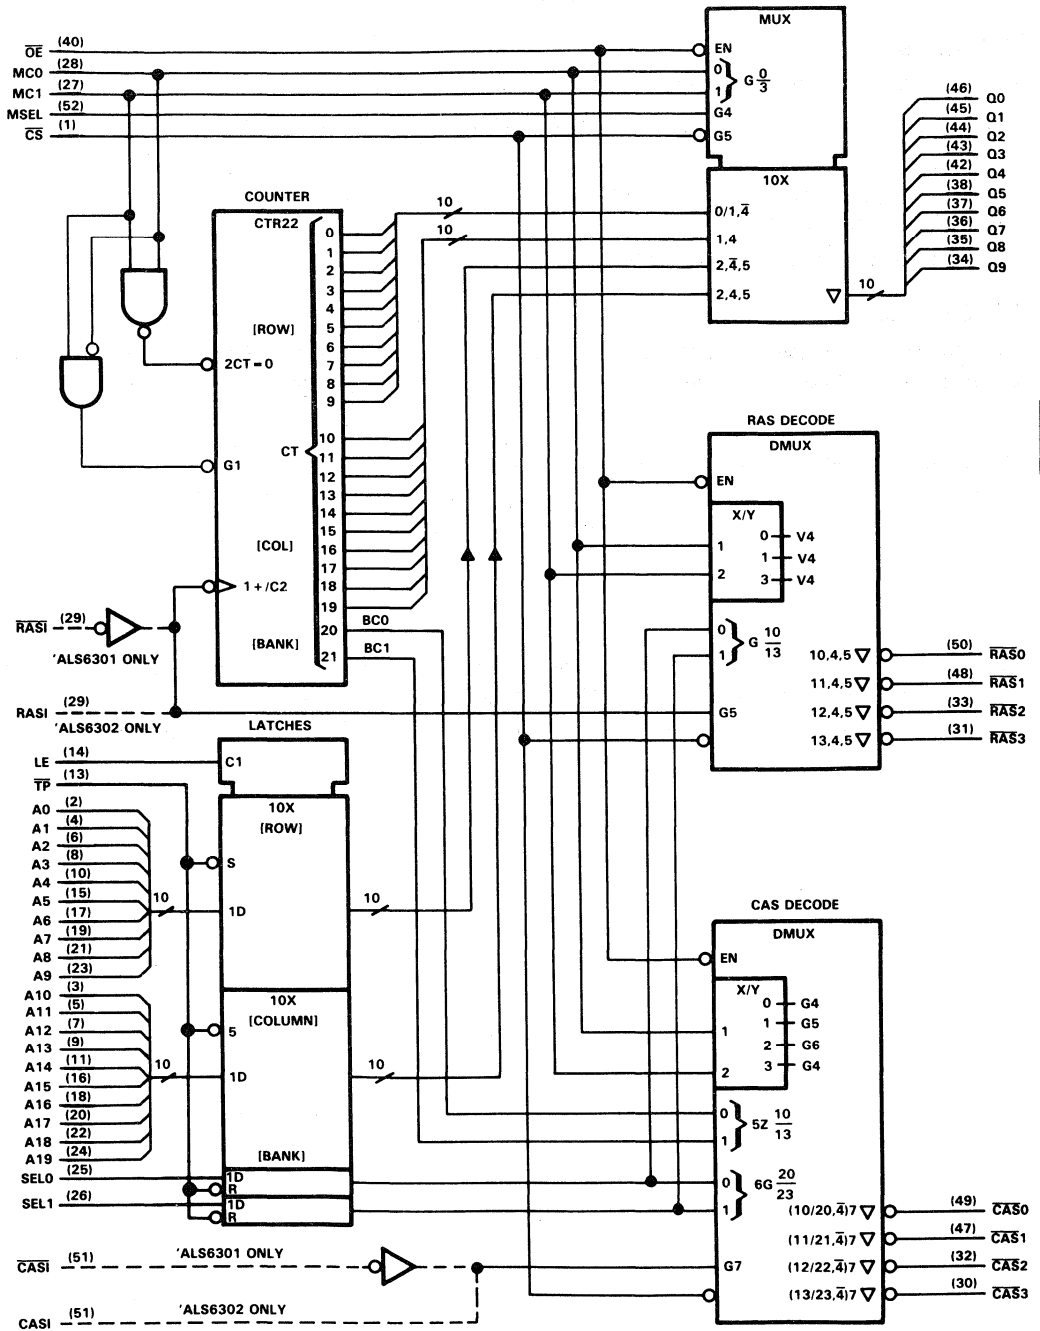 MUX
OE (40)
MC0 (28)
MC1 (27)
MSEL (52)
CS (1)
EN
0
1
G 0/3
G4
G5
10X
0/1,4̅
1,4
2,4̅,5
2,4,5
▽
10
10
10
(46) Q0
(45) Q1
(44) Q2
(43) Q3
(42) Q4
(38) Q5
(37) Q6
(36) Q7
(35) Q8
(34) Q9
COUNTER
CTR22
[ROW]
2CT=0
CT
G1
[COL]
1+/C2
[BANK]
0
1
2
3
4
5
6
7
8
9
10
11
12
13
14
15
16
17
18
19
20
21
BC0
BC1
R̅A̅S̅I̅ (29)
'ALS6301 ONLY
RASI (29)
'ALS6302 ONLY
RAS DECODE
DMUX
EN
X/Y
1
2
0 V4
1 V4
3 V4
0
1
G 10/13
G5
10,4,5 ▽ (50) R̅A̅S̅0̅
11,4,5 ▽ (48) R̅A̅S̅1̅
12,4,5 ▽ (33) R̅A̅S̅2̅
13,4,5 ▽ (31) R̅A̅S̅3̅
LATCHES
LE (14)
T̅P̅ (13)
C1
10X
[ROW]
S
1D
10
10
A0 (2)
A1 (4)
A2 (6)
A3 (8)
A4 (10)
A5 (15)
A6 (17)
A7 (19)
A8 (21)
A9 (23)
A10 (3)
A11 (5)
A12 (7)
A13 (9)
A14 (11)
A15 (16)
A16 (18)
A17 (20)
A18 (22)
A19 (24)
SEL0 (25)
SEL1 (26)
10X
[COLUMN]
5
1D
10
10
[BANK]
1D
R
1D
R
C̅A̅S̅I̅ (51)
'ALS6301 ONLY
CASI (51)
'ALS6302 ONLY
CAS DECODE
DMUX
EN
X/Y
1
2
0 G4
1 G5
2 G6
3 G4
0
1
5Z 10/13
0
1
6G 20/23
G7
(10/20,4̅)7 ▽ (49) C̅A̅S̅0̅
(11/21,4̅)7 ▽ (47) C̅A̅S̅1̅
(12/22,4̅)7 ▽ (32) C̅A̅S̅2̅
(13/23,4̅)7 ▽ (30) C̅A̅S̅3̅